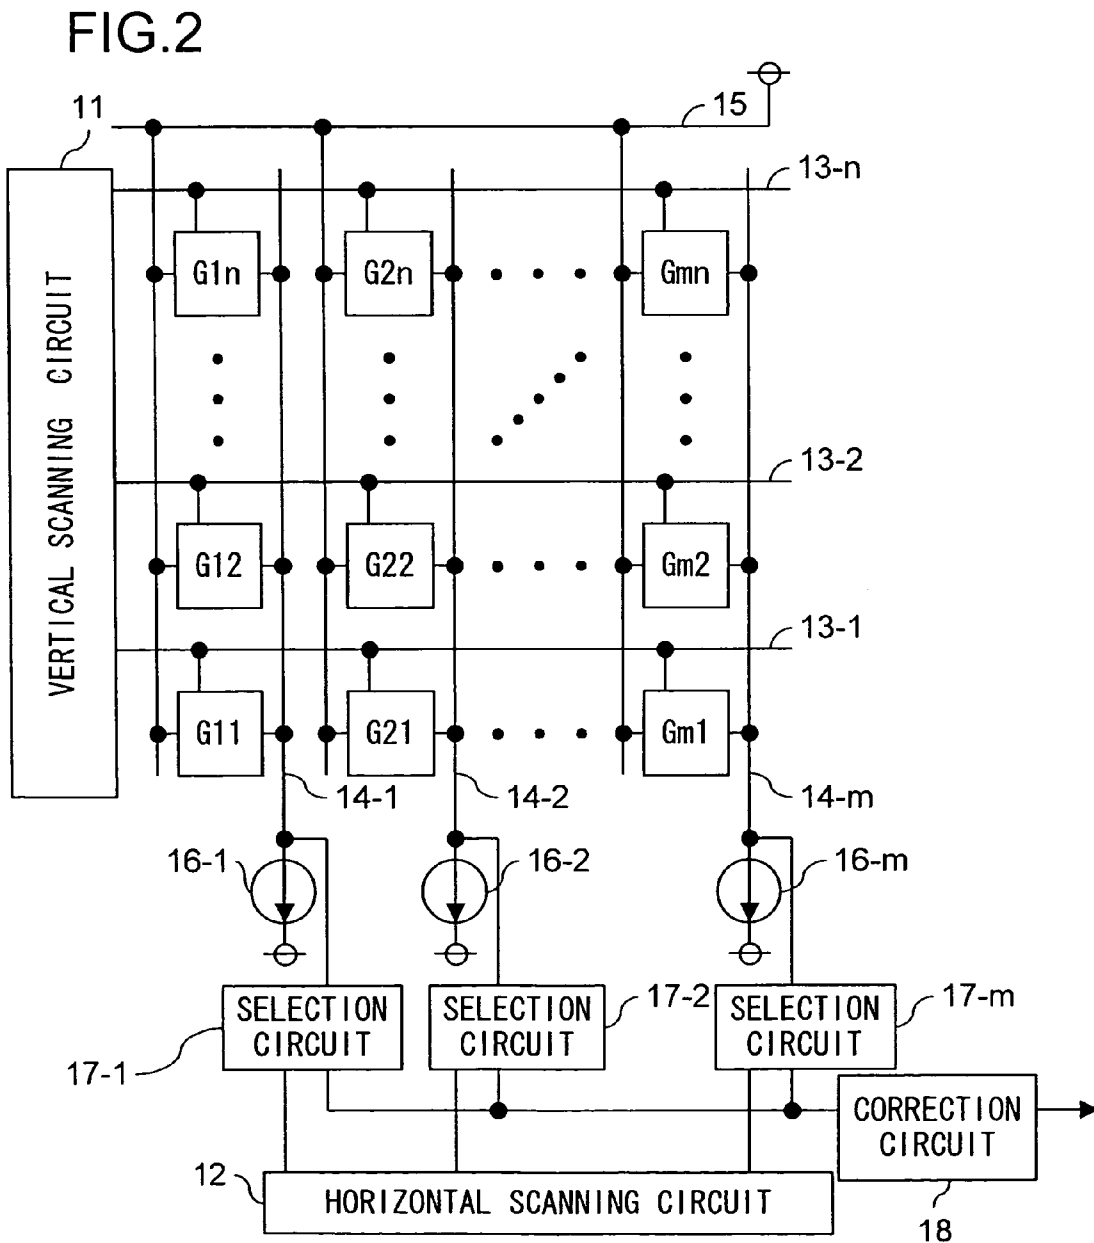 FIG.2
11
15
13-n
G1n
G2n
Gmn
VERTICAL SCANNING CIRCUIT
13-2
G12
G22
Gm2
13-1
G11
G21
Gm1
14-1
14-2
14-m
16-1
16-2
16-m
SELECTION
CIRCUIT
17-1
SELECTION
CIRCUIT
17-2
SELECTION
CIRCUIT
17-m
CORRECTION
CIRCUIT
18
12
HORIZONTAL SCANNING CIRCUIT